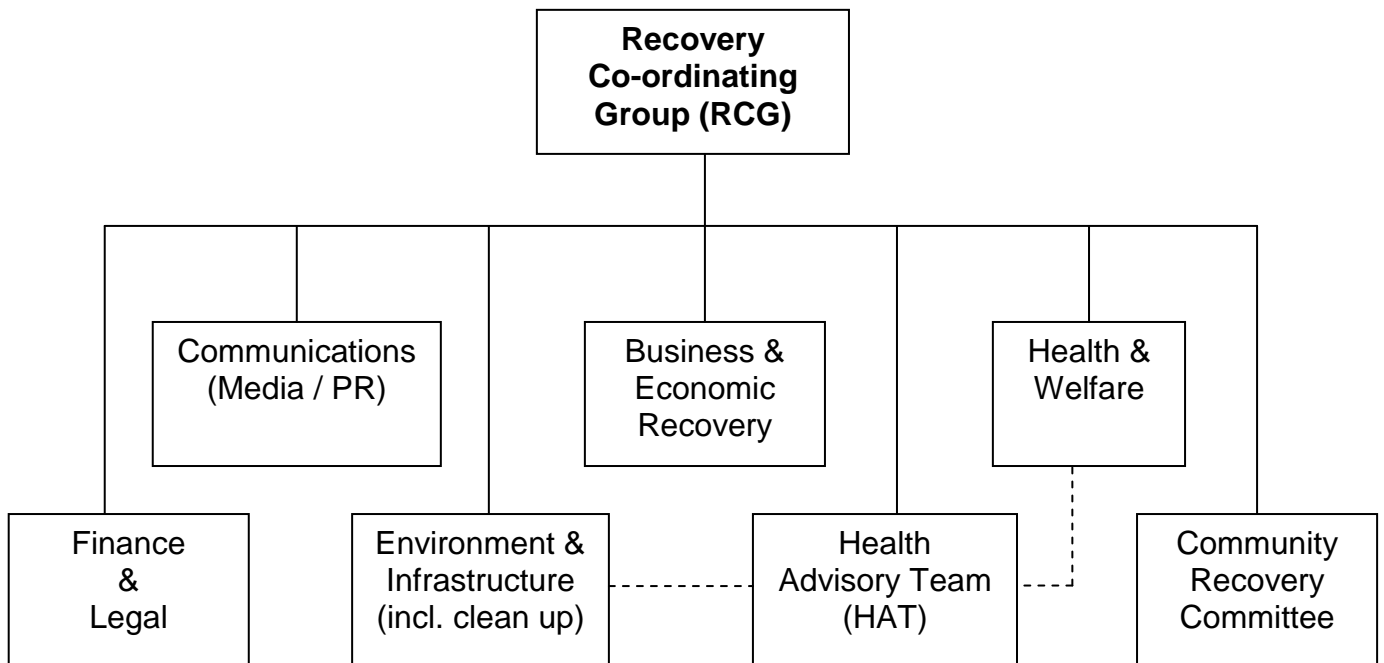 Recovery
Co-ordinating
Group (RCG)
Communications
(Media / PR)
Business &
Economic
Recovery
Health &
Welfare
Finance
&
Legal
Environment &
Infrastructure
(incl. clean up)
Health
Advisory Team
(HAT)
Community
Recovery
Committee